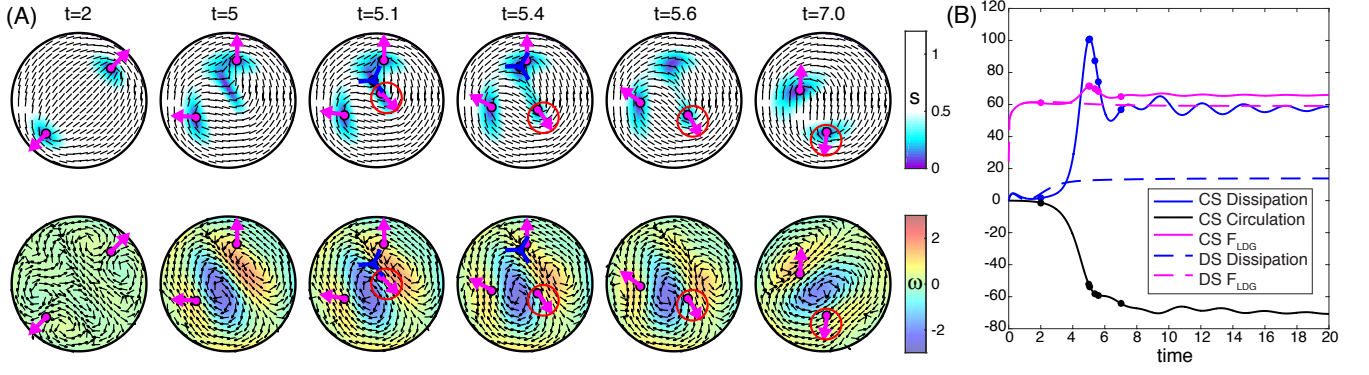 (A)
t=2 t=5 t=5.1 t=5.4 t=5.6 t=7.0
1
0.5
0
S
2
0
-2
ω
(B)
120
100
80
60
40
20
0
-20
-40
-60
-80
0 2 4 6 8 10 12 14 16 18 20
time
CS Dissipation
CS Circulation
CS F_LDG
DS Dissipation
DS F_LDG